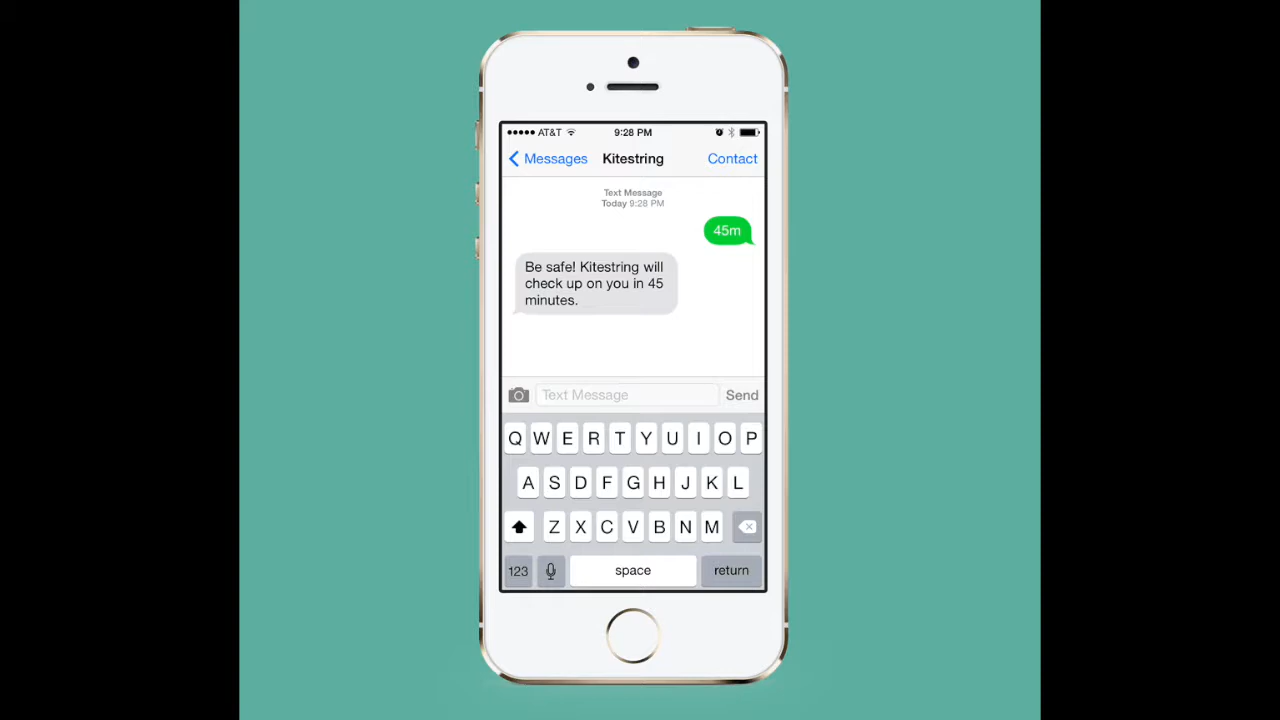 AT&T 9:28 PM
Messages Kitestring Contact
Text Message
Today 9:28 PM
45m
Be safe! Kitestring will
check up on you in 45
minutes.
Text Message Send
Q W E R T Y U I O P
A S D F G H J K L
Z X C V B N M
123 space return